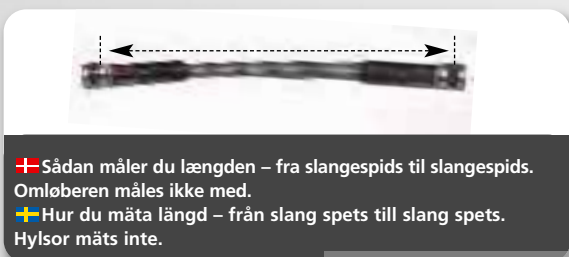 Sådan måler du længden – fra slangespids til slangespids.
Omløberen måles ikke med.
Hur du mäta längd – från slang spets till slang spets.
Hylsor mäts inte.